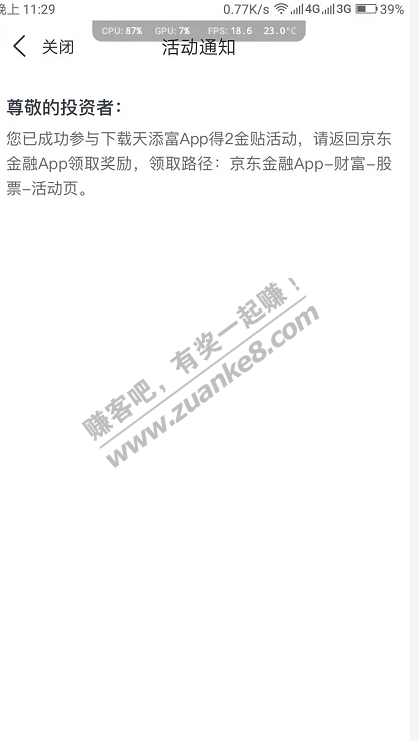 晚上 11:29 0.77K/s 4G 3G 39%
CPU: 87% GPU: 7% FPS: 18.6 23.0°C
关闭 活动通知
尊敬的投资者：
您已成功参与下载天添富App得2金贴活动，请返回京东
金融App领取奖励，领取路径：京东金融App-财富-股
票-活动页。
赚客吧，有奖一起赚！
www.zuanke8.com